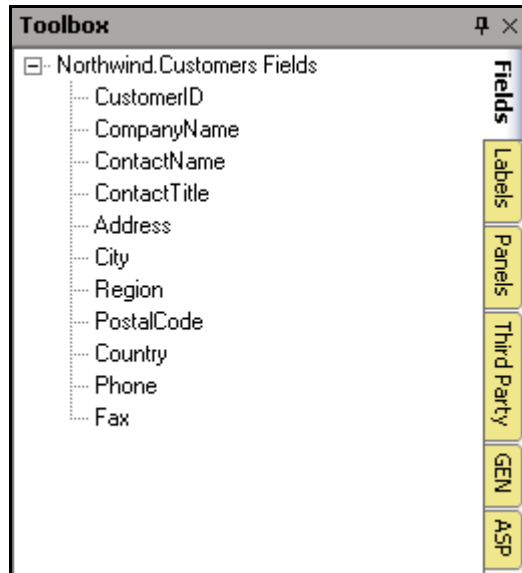 Toolbox
Northwind.Customers Fields
CustomerID
CompanyName
ContactName
ContactTitle
Address
City
Region
PostalCode
Country
Phone
Fax
Fields
Labels
Panels
Third Party
GEN
ASP